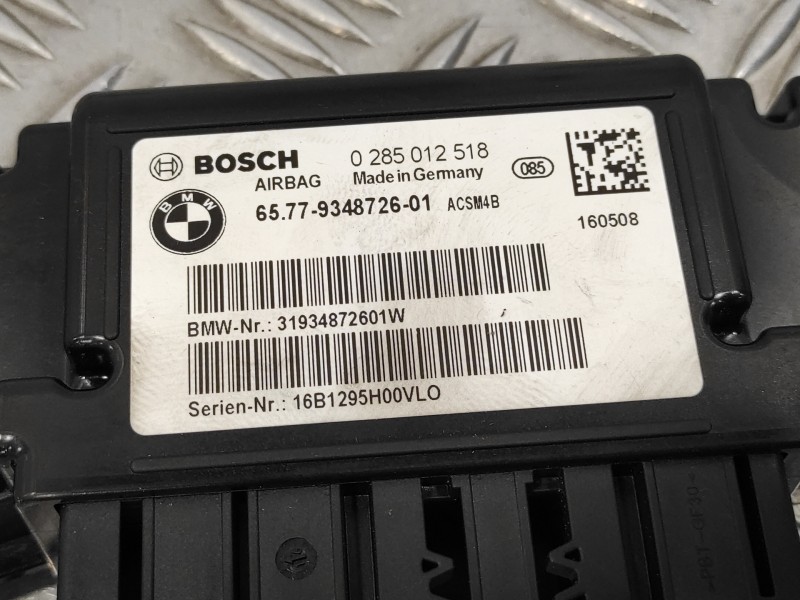 BOSCH 0 285 012 518
AIRBAG Made in Germany 085
BMW 65.77-9348726-01 ACSM4B
160508
BMW-Nr.: 31934872601W
Serien-Nr.: 16B1295H00VLO